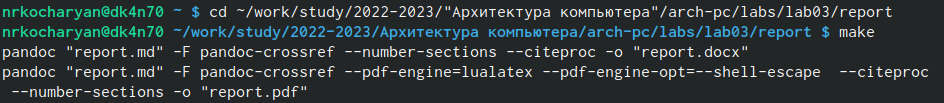 nrkocharyan@dk4n70 ~ $ cd ~/work/study/2022-2023/"Архитектура компьютера"/arch-pc/labs/lab03/report
nrkocharyan@dk4n70 ~/work/study/2022-2023/Архитектура компьютера/arch-pc/labs/lab03/report $ make
pandoc "report.md" -F pandoc-crossref --number-sections --citeproc -o "report.docx"
pandoc "report.md" -F pandoc-crossref --pdf-engine=lualatex --pdf-engine-opt=--shell-escape  --citeproc
 --number-sections -o "report.pdf"